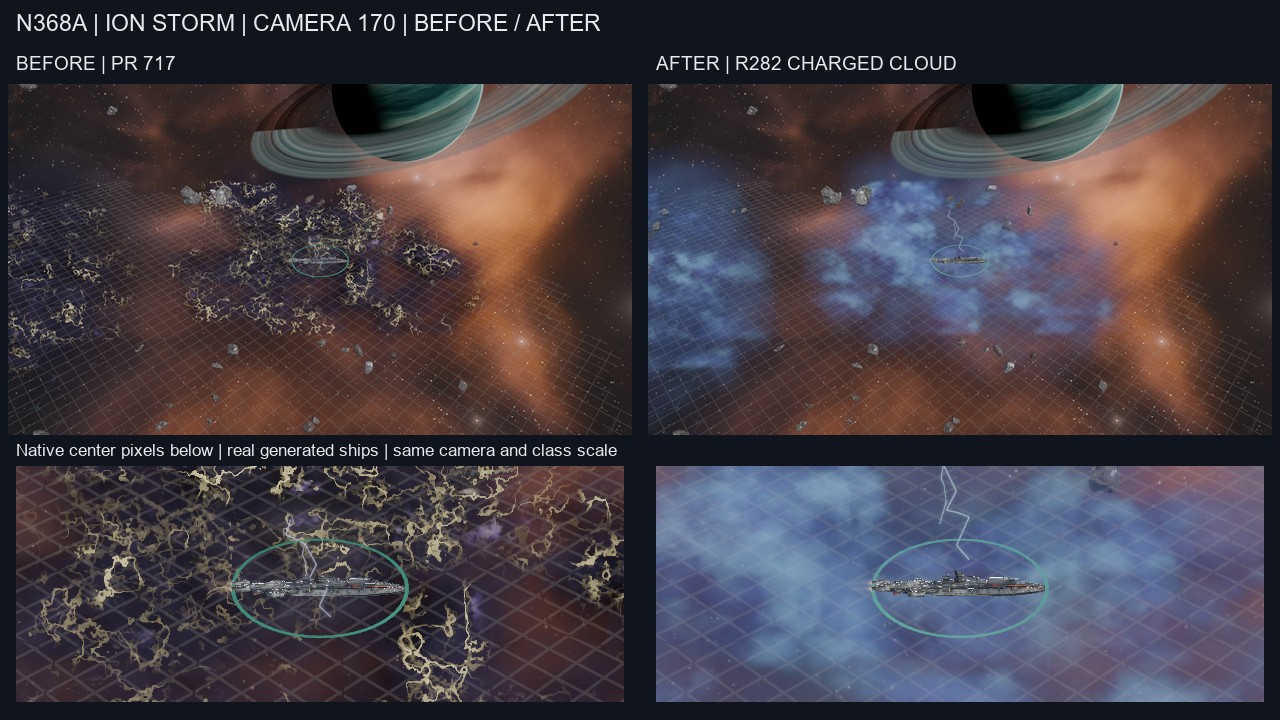 N368A | ION STORM | CAMERA 170 | BEFORE / AFTER
BEFORE | PR 717
AFTER | R282 CHARGED CLOUD
Native center pixels below | real generated ships | same camera and class scale